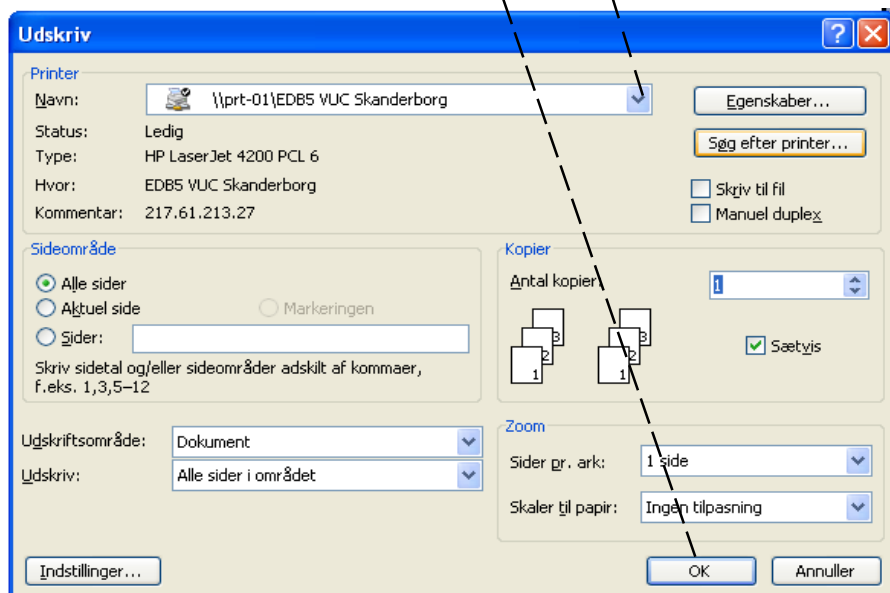 Udskriv
Printer
Navn: \\prt-01\EDB5 VUC Skanderborg
Egenskaber...
Status: Ledig
Søg efter printer...
Type: HP LaserJet 4200 PCL 6
Hvor: EDB5 VUC Skanderborg
Skriv til fil
Kommentar: 217.61.213.27
Manuel duplex
Sideområde
Alle sider
Aktuel side Markeringen
Sider:
Skriv sidetal og/eller sideområder adskilt af kommaer,
f.eks. 1,3,5–12
Kopier
Antal kopier: 1
3 3
2 2
1 1
Sætvis
Udskriftsområde: Dokument
Udskriv: Alle sider i området
Zoom
Sider pr. ark: 1 side
Skaler til papir: Ingen tilpasning
Indstillinger...
OK
Annuller